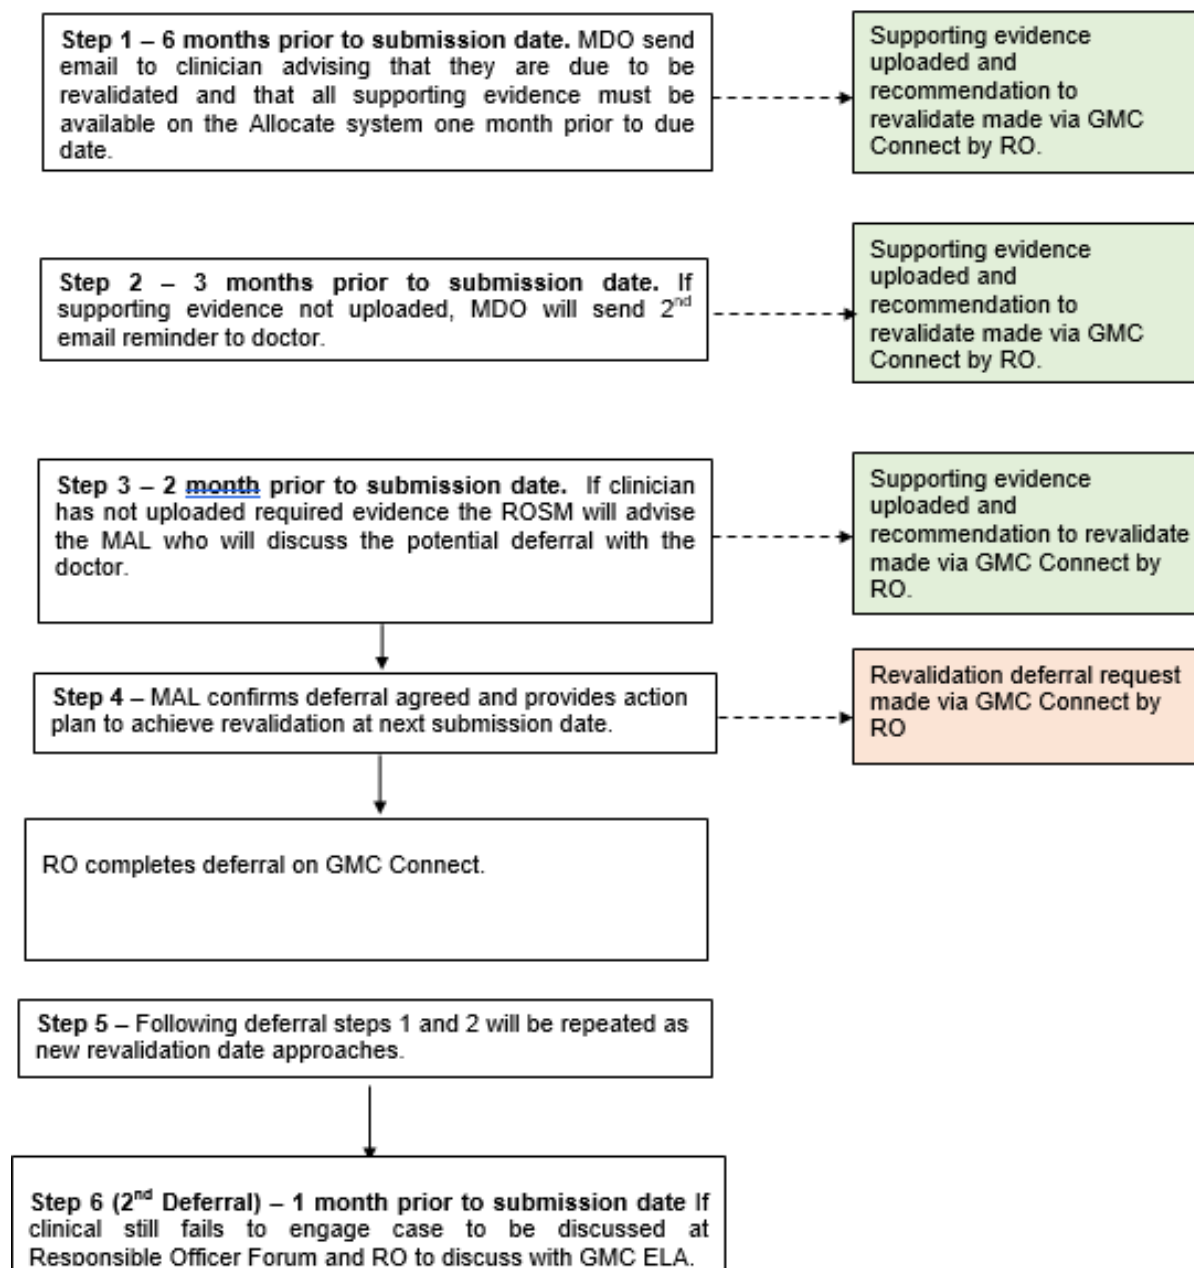 Step 1 – 6 months prior to submission date. MDO send
email to clinician advising that they are due to be
revalidated and that all supporting evidence must be
available on the Allocate system one month prior to due
date.
Supporting evidence
uploaded and
recommendation to
revalidate made via GMC
Connect by RO.
Step 2 – 3 months prior to submission date. If
supporting evidence not uploaded, MDO will send 2nd
email reminder to doctor.
Supporting evidence
uploaded and
recommendation to
revalidate made via GMC
Connect by RO.
Step 3 – 2 month prior to submission date. If clinician
has not uploaded required evidence the ROSM will advise
the MAL who will discuss the potential deferral with the
doctor.
Supporting evidence
uploaded and
recommendation to revalidate
made via GMC Connect by
RO.
Step 4 – MAL confirms deferral agreed and provides action
plan to achieve revalidation at next submission date.
Revalidation deferral request
made via GMC Connect by
RO
RO completes deferral on GMC Connect.
Step 5 – Following deferral steps 1 and 2 will be repeated as
new revalidation date approaches.
Step 6 (2nd Deferral) – 1 month prior to submission date If
clinical still fails to engage case to be discussed at
Responsible Officer Forum and RO to discuss with GMC ELA.